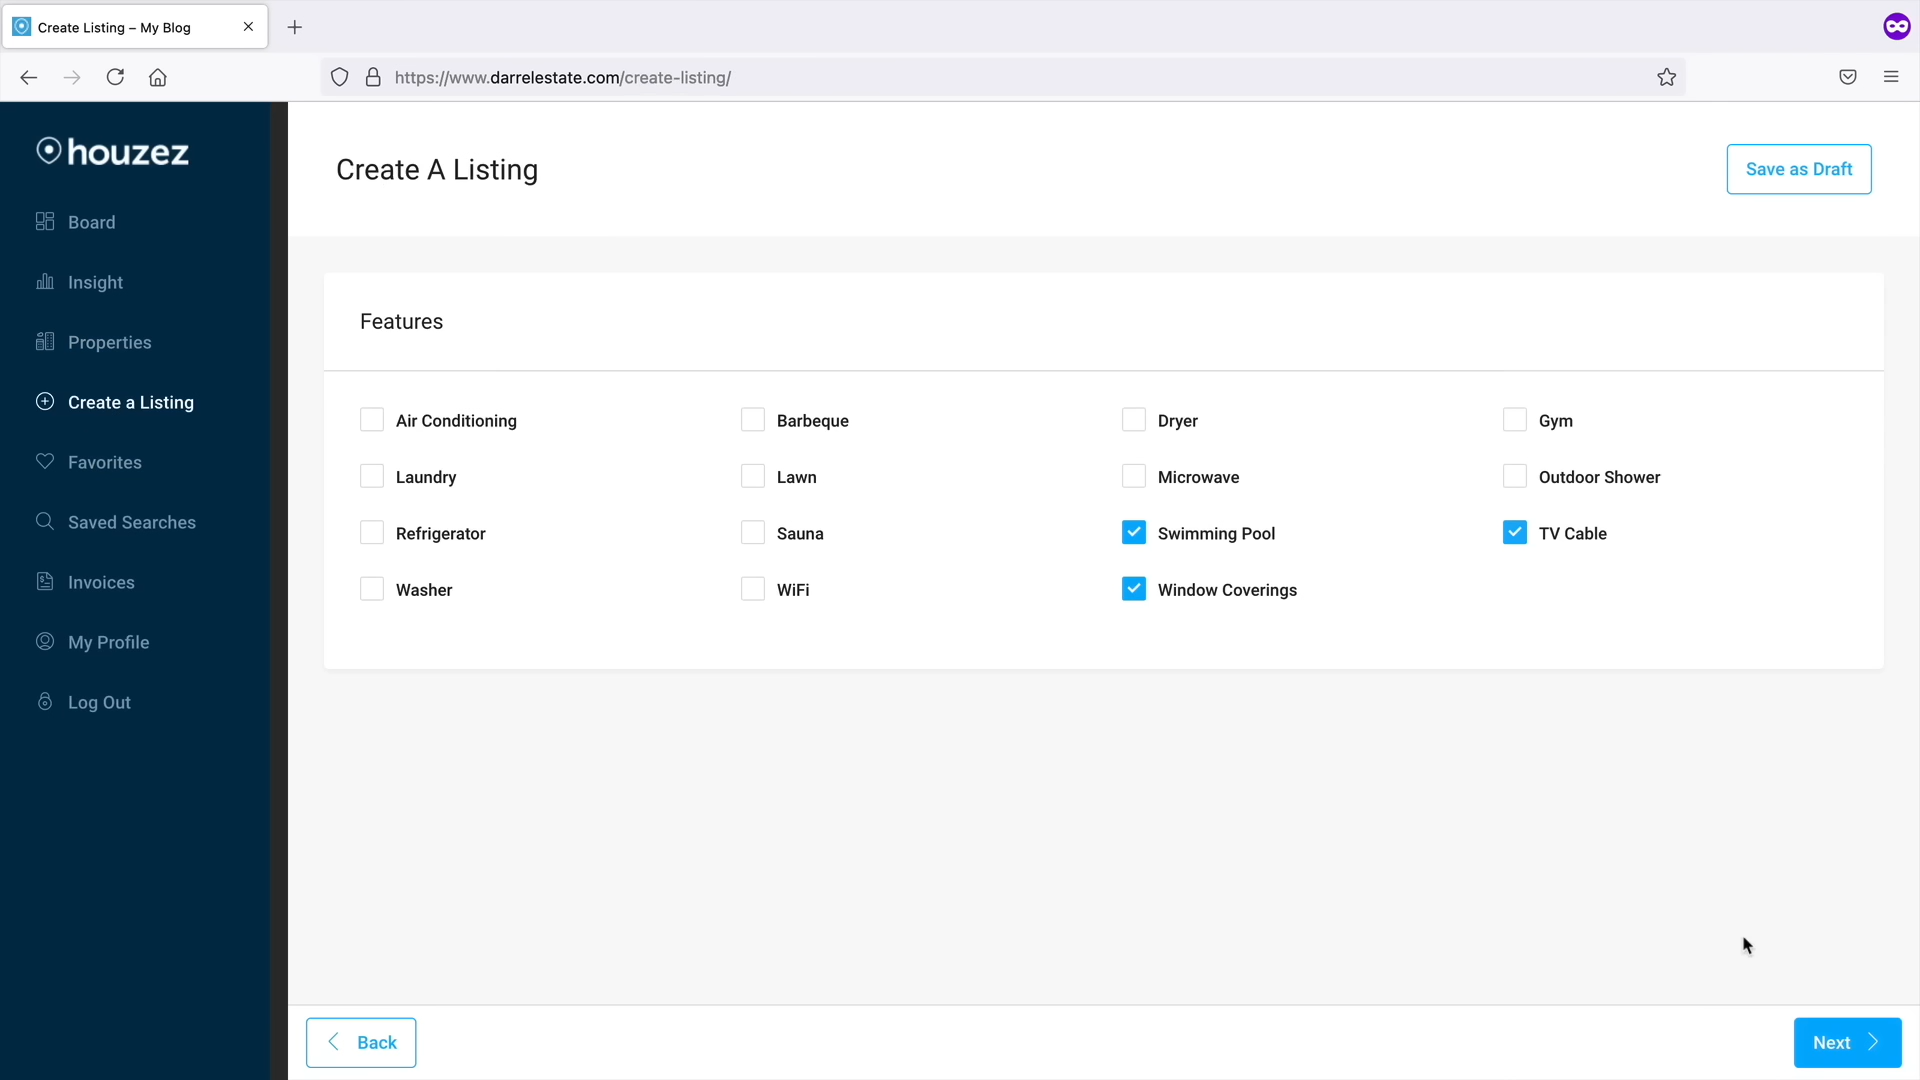 Create Listing – My Blog
https://www.darrelestate.com/create-listing/
houzez
Board
Insight
Properties
Create a Listing
Favorites
Saved Searches
Invoices
My Profile
Log Out
Create A Listing
Save as Draft
Features
Air Conditioning
Barbeque
Dryer
Gym
Laundry
Lawn
Microwave
Outdoor Shower
Refrigerator
Sauna
Swimming Pool
TV Cable
Washer
WiFi
Window Coverings
Back
Next